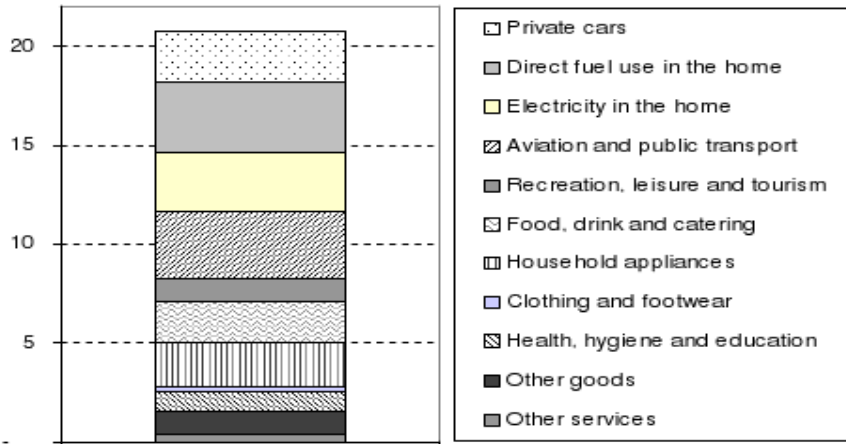 20
15
10
5
-
Private cars
Direct fuel use in the home
Electricity in the home
Aviation and public transport
Recreation, leisure and tourism
Food, drink and catering
Household appliances
Clothing and footwear
Health, hygiene and education
Other goods
Other services